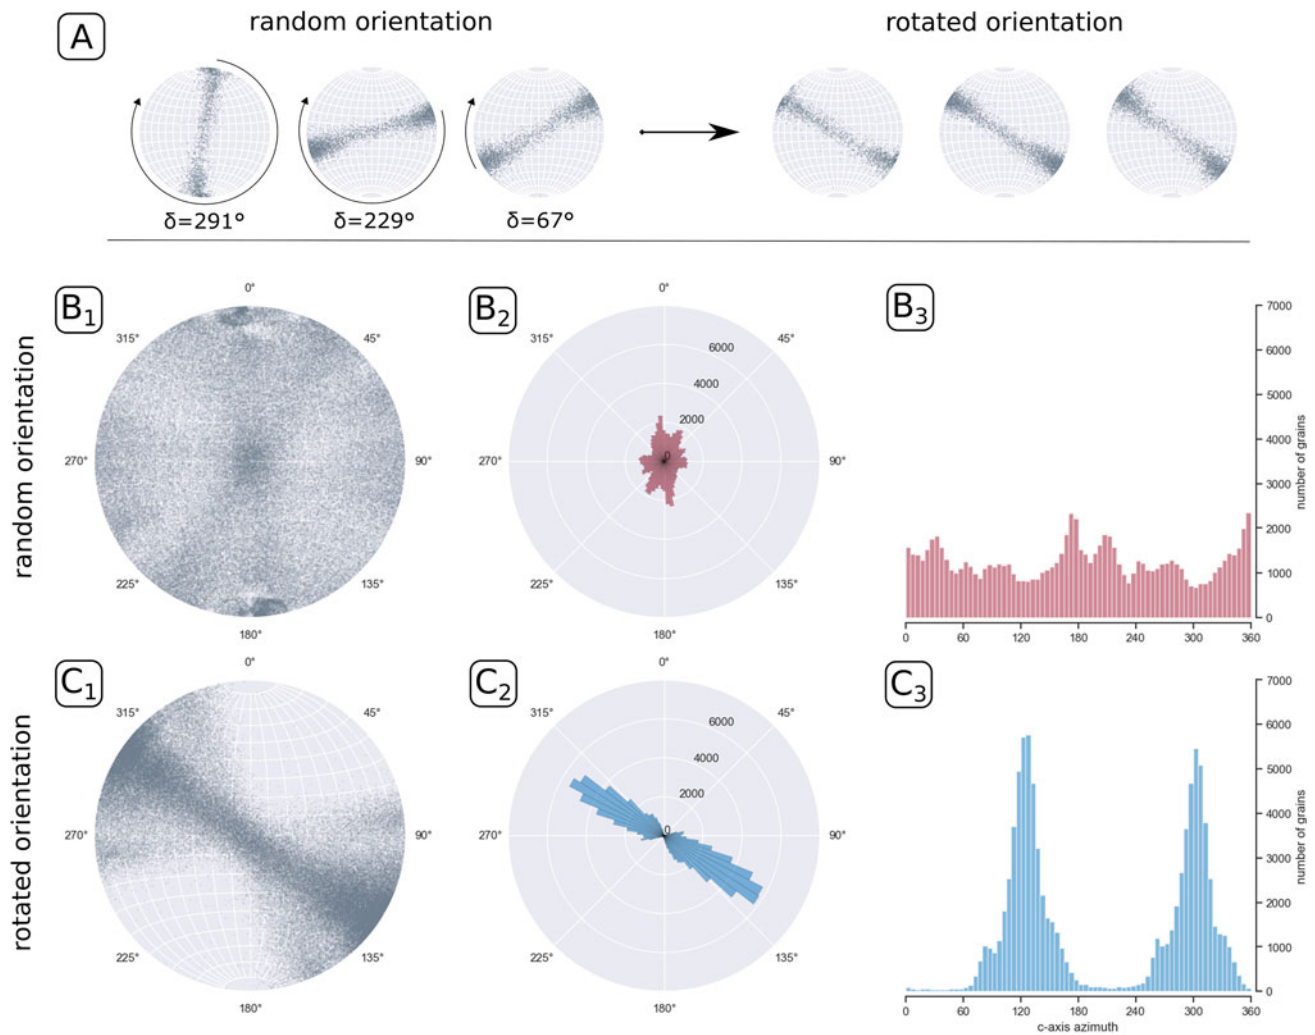 A
random orientation
rotated orientation
δ=291°
δ=229°
δ=67°
random orientation
B1
0°
45°
90°
135°
180°
225°
270°
315°
B2
0°
45°
90°
135°
180°
225°
270°
315°
0
2000
4000
6000
B3
7000
6000
5000
4000
3000
2000
1000
0
number of grains
0 60 120 180 240 300 360
rotated orientation
C1
0°
45°
90°
135°
180°
225°
270°
315°
C2
0°
45°
90°
135°
180°
225°
270°
315°
0
2000
4000
6000
C3
7000
6000
5000
4000
3000
2000
1000
0
number of grains
0 60 120 180 240 300 360
c-axis azimuth